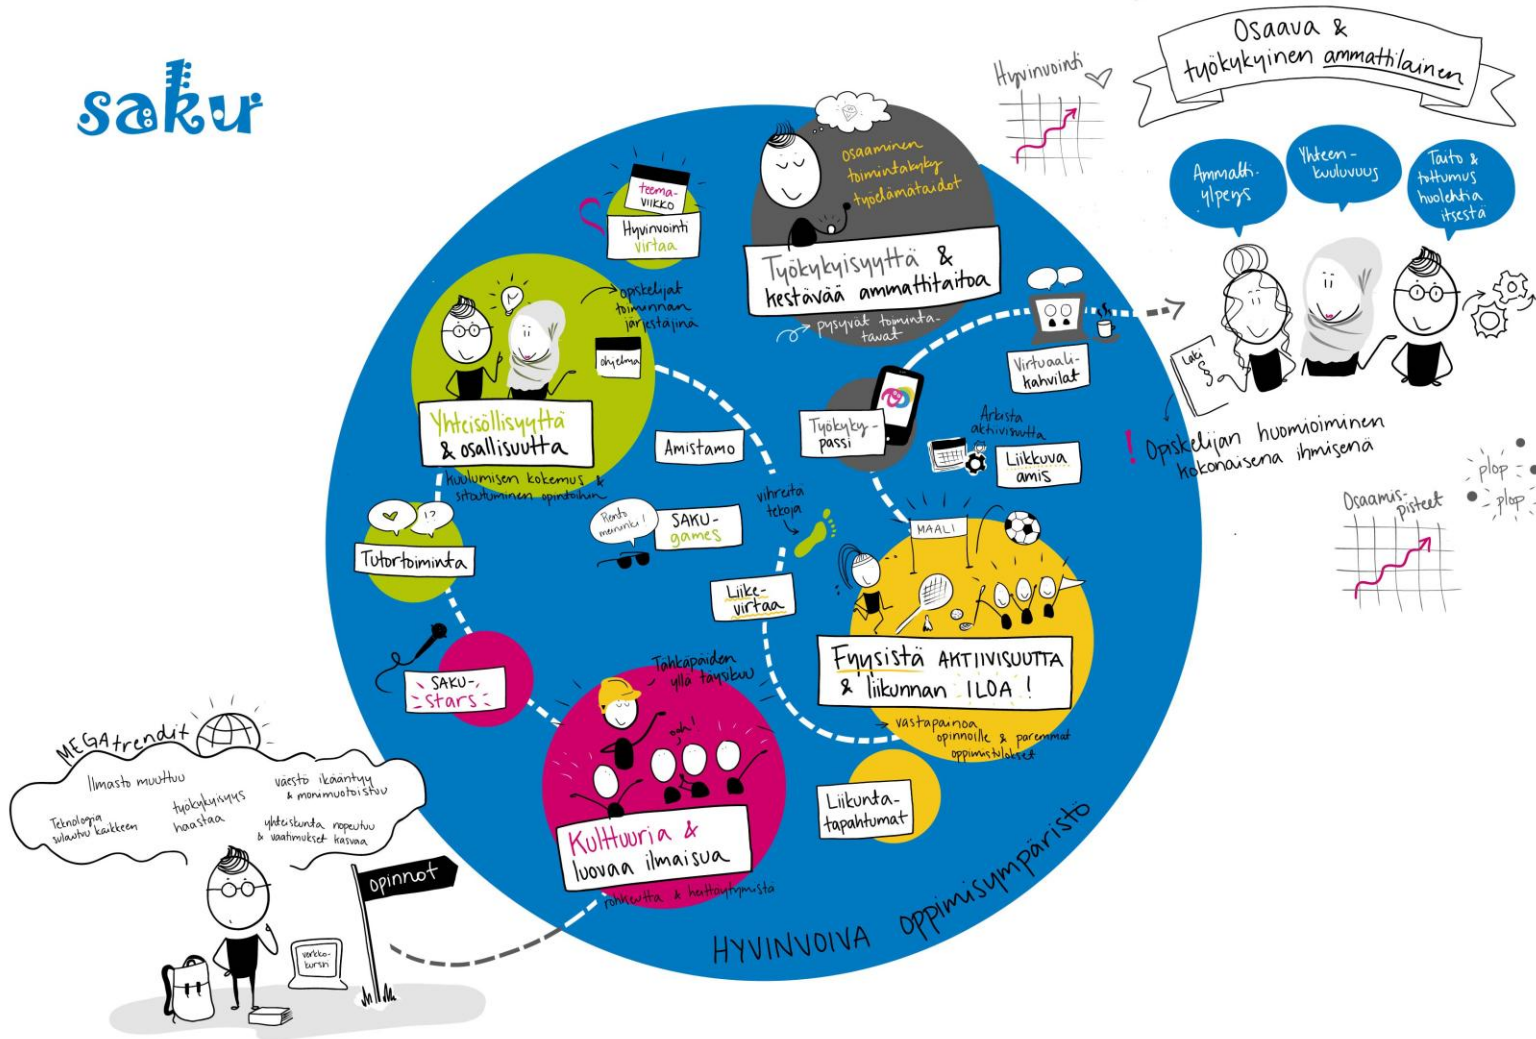 saku
Osaava &
työkykyinen ammattilainen
Hyvinvointi
Ammatti-
ylpeys
Yhteen-
kuuluvuus
Taito &
tottumus
huolehtia
itsestä
Laki
§
§
! Opiskelijan huomioiminen
kokonaisena ihmisenä
plop
plop
Osaamis-
pisteet
osaaminen
toimintakyky
työelämätaidot
Työkykyisyyttä &
kestävää ammattitaitoa
pysyvät toiminta-
tavat
teema-
viikko
Hyvinvointi
virtaa
opiskelijat
toiminnan
järjestäjinä
ohjelma
Yhteisöllisyyttä
& osallisuutta
kuulumisen kokemus &
sitoutuminen opintoihin
Virtuaali-
kahvilat
Työkyky-
passi
Arkista
aktiivisuutta
Liikkuva
amis
Amistamo
Rento
meininki!
SAKU-
games
vihreitä
tekoja
Liike-
virtaa
!?
Tutortoiminta
SAKU-
stars
MAALI
Fyysistä AKTIIVISUUTTA
& liikunnan ILOA!
vastapainoa
opinnoille & paremmat
oppimistulokset
Liikunta-
tapahtumat
Tähkäpäiden
yllä täysikuu
ooh!
Kulttuuria &
luovaa ilmaisua
rohkeutta & heittäytymistä
HYVINVOIVA oppimisympäristö
MEGAtrendit
Ilmasto muuttuu
väestö ikääntyy
& monimuotoistuu
Teknologia
sulautuu kaikkeen
työkykyisyys
haastaa
yhteiskunta nopeutuu
& vaatimukset kasvaa
opinnot
verkko-
kurssi